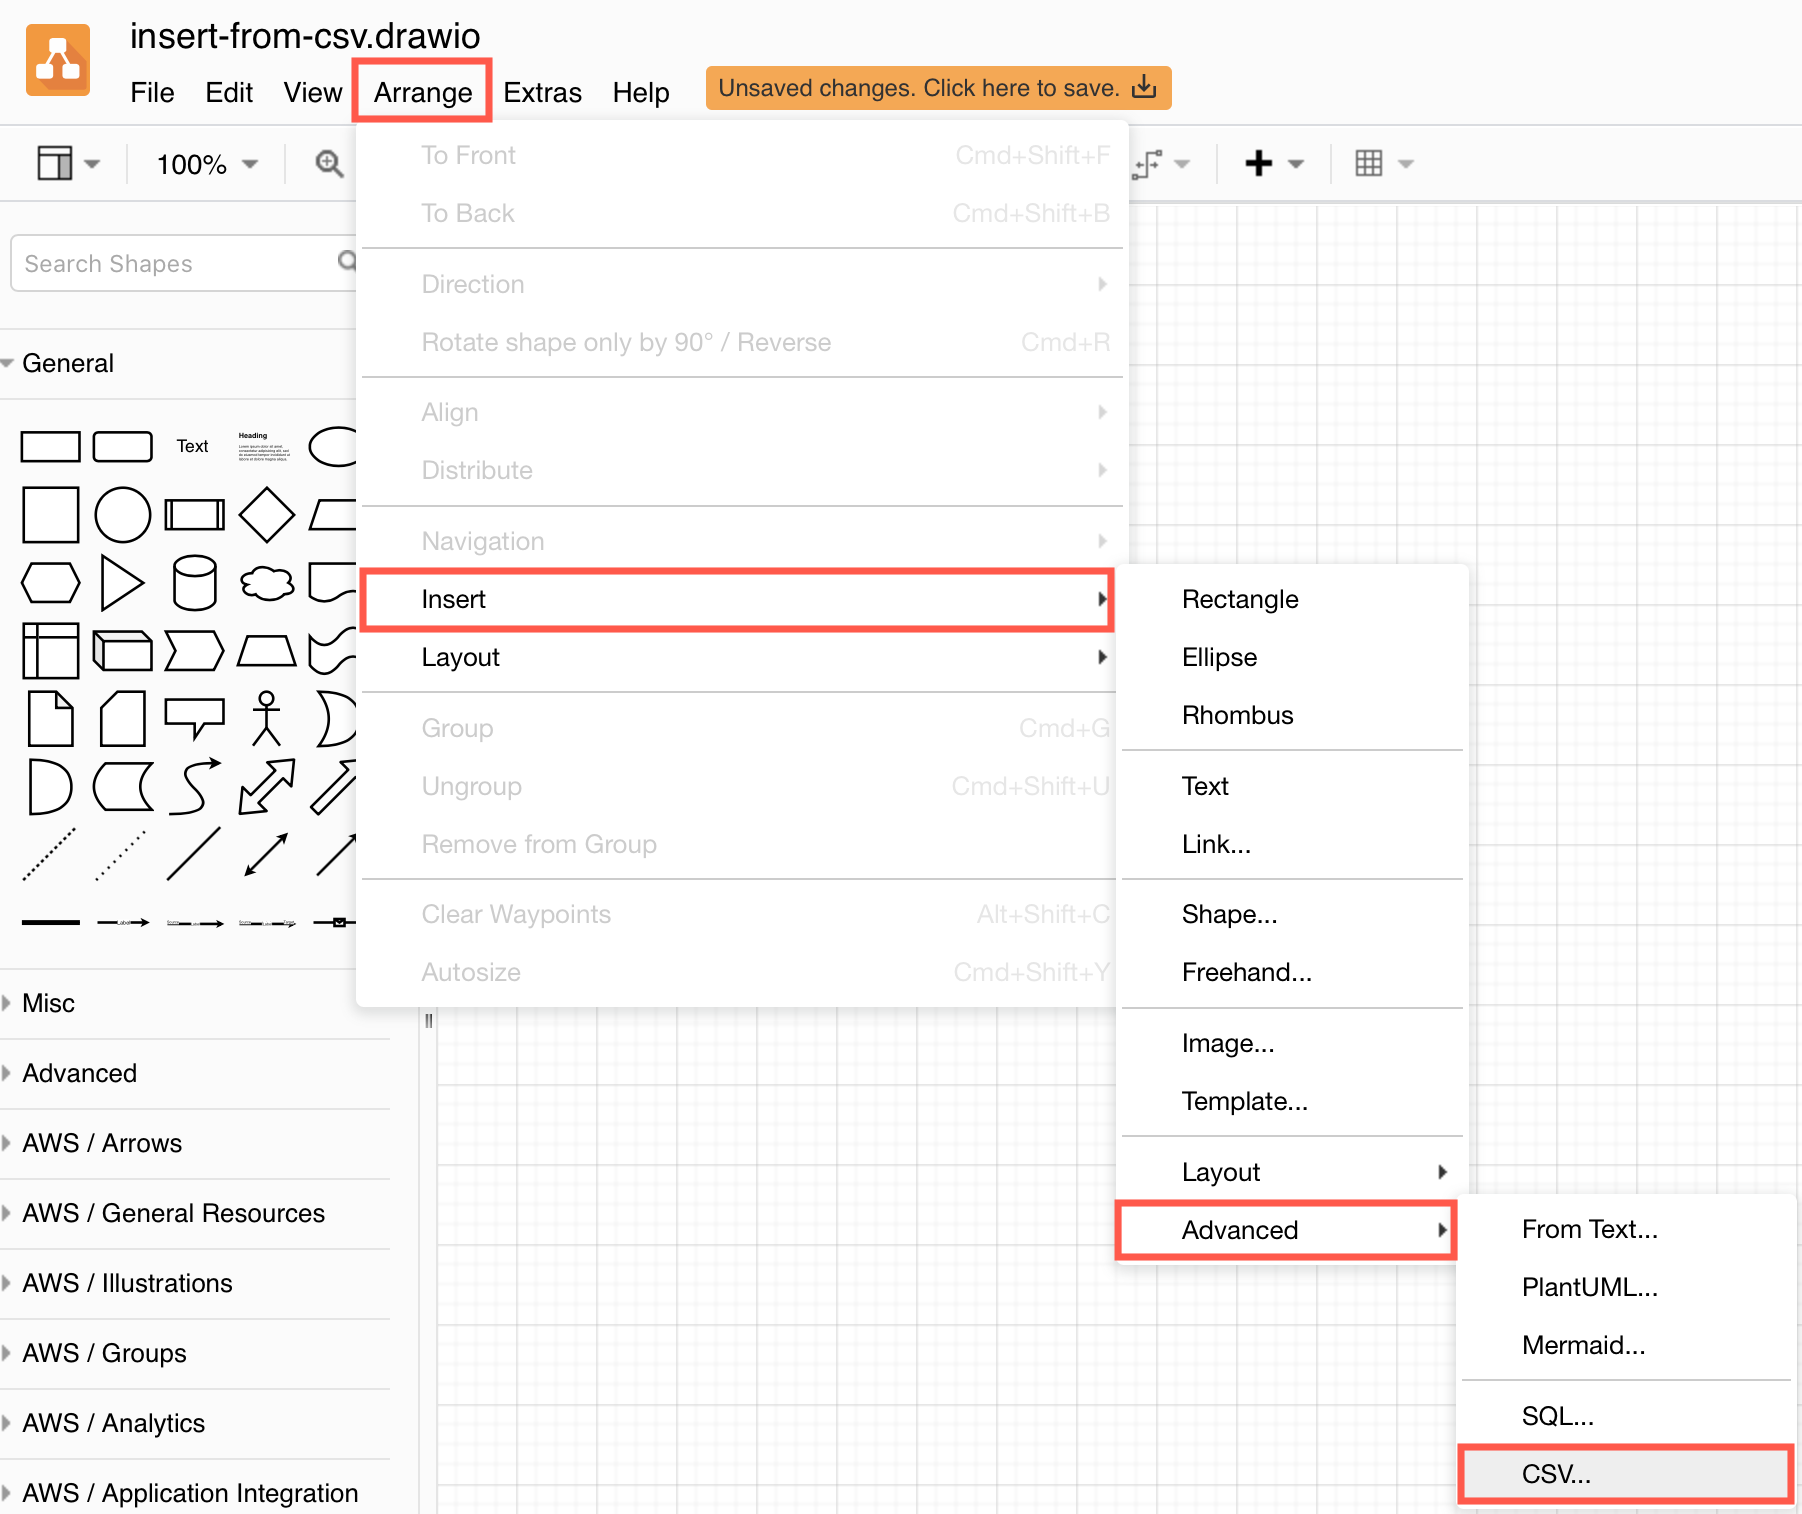 insert-from-csv.drawio
File Edit View Arrange Extras Help
Unsaved changes. Click here to save.
100%
Search Shapes
General
Text
Heading
Misc
Advanced
AWS / Arrows
AWS / General Resources
AWS / Illustrations
AWS / Groups
AWS / Analytics
AWS / Application Integration
To Front Cmd+Shift+F
To Back Cmd+Shift+B
Direction
Rotate shape only by 90° / Reverse Cmd+R
Align
Distribute
Navigation
Insert
Layout
Group Cmd+G
Ungroup Cmd+Shift+U
Remove from Group
Clear Waypoints Alt+Shift+C
Autosize Cmd+Shift+Y
Rectangle
Ellipse
Rhombus
Text
Link...
Shape...
Freehand...
Image...
Template...
Layout
Advanced
From Text...
PlantUML...
Mermaid...
SQL...
CSV...